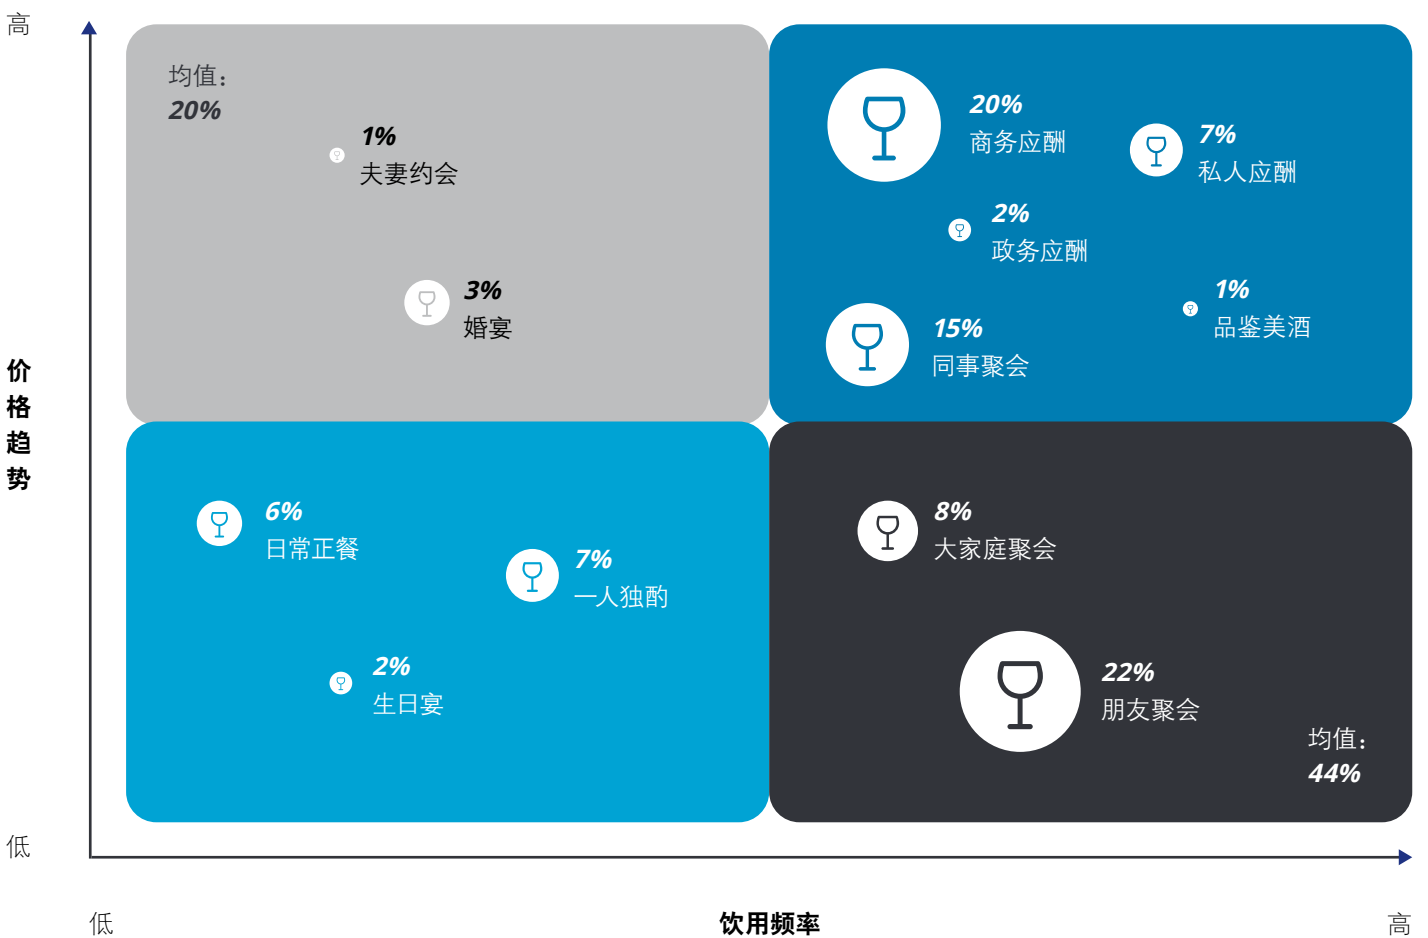 高
均值：
20%
1%
夫妻约会
3%
婚宴
20%
商务应酬
7%
私人应酬
2%
政务应酬
1%
品鉴美酒
15%
同事聚会
价格趋势
6%
日常正餐
7%
一人独酌
2%
生日宴
8%
大家庭聚会
22%
朋友聚会
均值：
44%
低
低
饮用频率
高